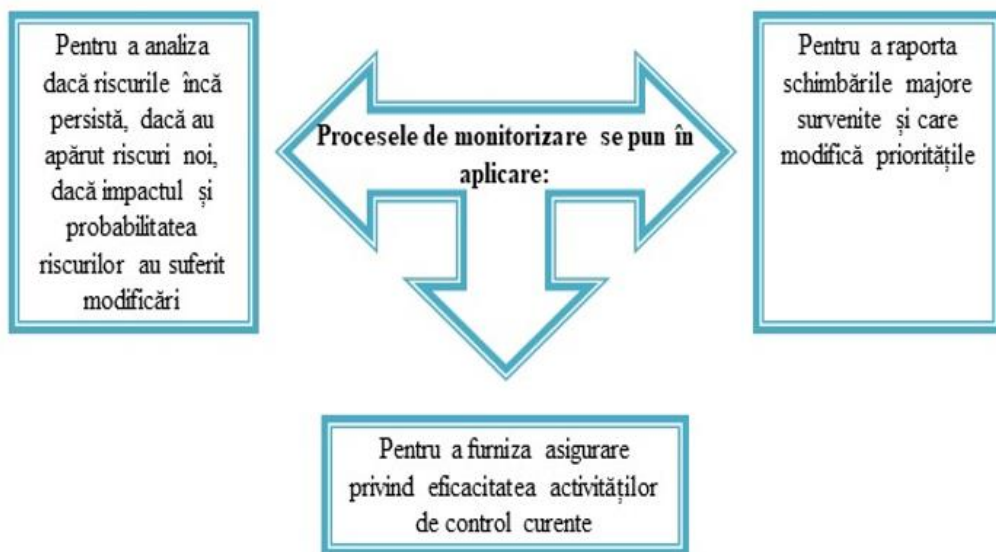 Pentru a analiza
dacă riscurile încă
persistă, dacă au
apărut riscuri noi,
dacă impactul și
probabilitatea
riscurilor au suferit
modificări
Procesele de monitorizare se pun în
aplicare:
Pentru a raporta
schimbările majore
survenite și care
modifică prioritățile
Pentru a furniza asigurare
privind eficacitatea activităților
de control curente